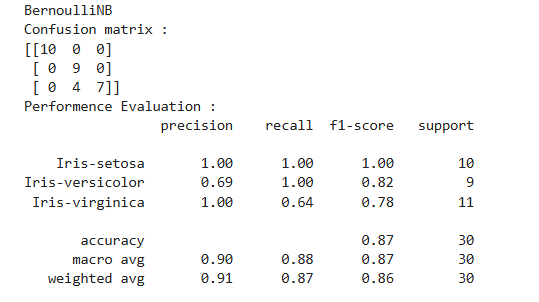 BernoulliNB
Confusion matrix :
[[10  0  0]
 [ 0  9  0]
 [ 0  4  7]]
Performence Evaluation :
                 precision    recall  f1-score   support

    Iris-setosa       1.00      1.00      1.00        10
Iris-versicolor       0.69      1.00      0.82         9
 Iris-virginica       1.00      0.64      0.78        11

       accuracy                           0.87        30
      macro avg       0.90      0.88      0.87        30
   weighted avg       0.91      0.87      0.86        30